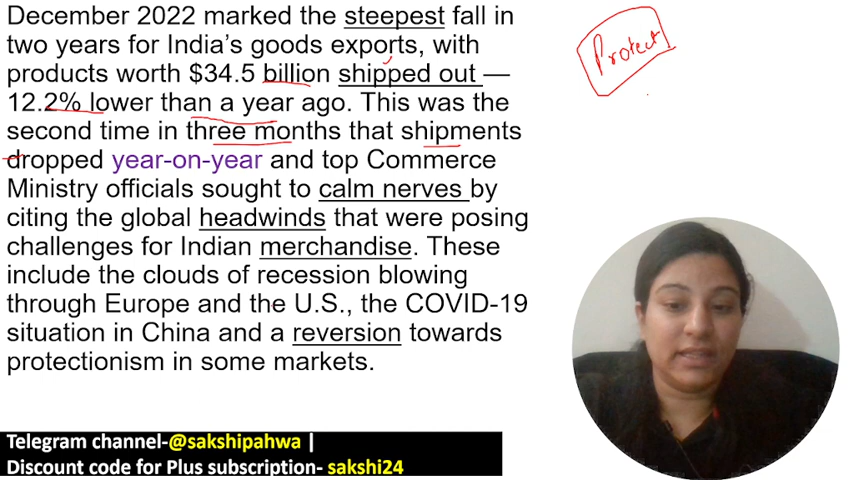 December 2022 marked the steepest fall in
two years for India’s goods exports, with
products worth $34.5 billion shipped out —
12.2% lower than a year ago. This was the
second time in three months that shipments
dropped year-on-year and top Commerce
Ministry officials sought to calm nerves by
citing the global headwinds that were posing
challenges for Indian merchandise. These
include the clouds of recession blowing
through Europe and the U.S., the COVID-19
situation in China and a reversion towards
protectionism in some markets.
Protect
Telegram channel-@sakshipahwa |
Discount code for Plus subscription- sakshi24